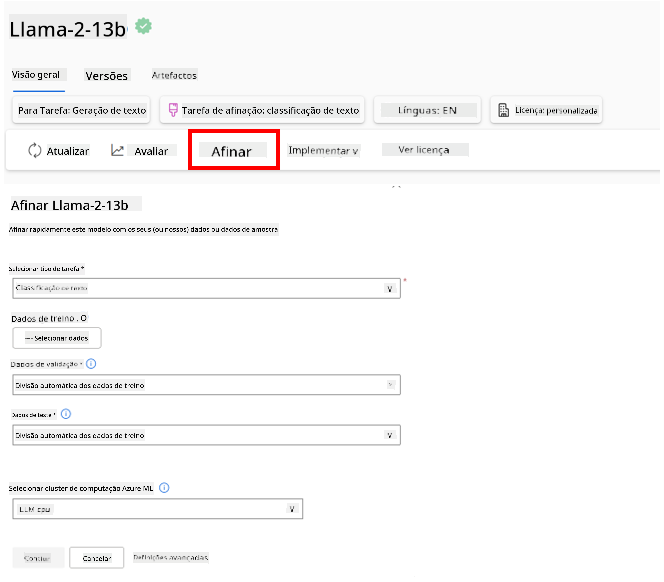 Llama-2-13b
Visão geral Versões Artefactos
Para Tarefa: Geração de texto Tarefa de afinação: classificação de texto Línguas: EN Licença: personalizada
Atualizar Avaliar Afinar Implementar v Ver licença
Afinar Llama-2-13b
Afinar rapidamente este modelo com os seus (ou nossos) dados ou dados de amostra
Selecionar tipo de tarefa *
Classificação de texto
Dados de treino . O
Selecionar dados
Dados de validação *
Divisão automática dos dados de treino
Dados de teste *
Divisão automática dos dados de treino
Selecionar cluster de computação Azure ML
LLM cpu
Cancelar Definições avançadas